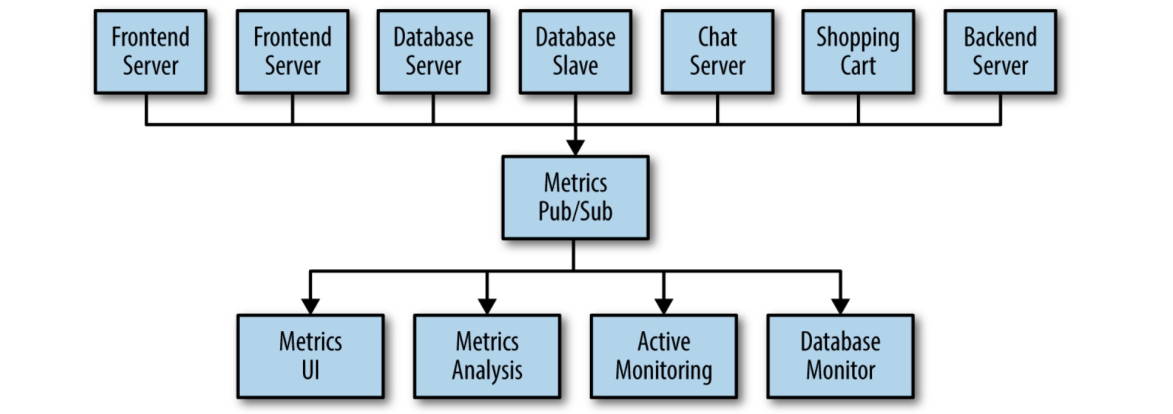 Frontend
Server
Frontend
Server
Database
Server
Database
Slave
Chat
Server
Shopping
Cart
Backend
Server
Metrics
Pub/Sub
Metrics
UI
Metrics
Analysis
Active
Monitoring
Database
Monitor